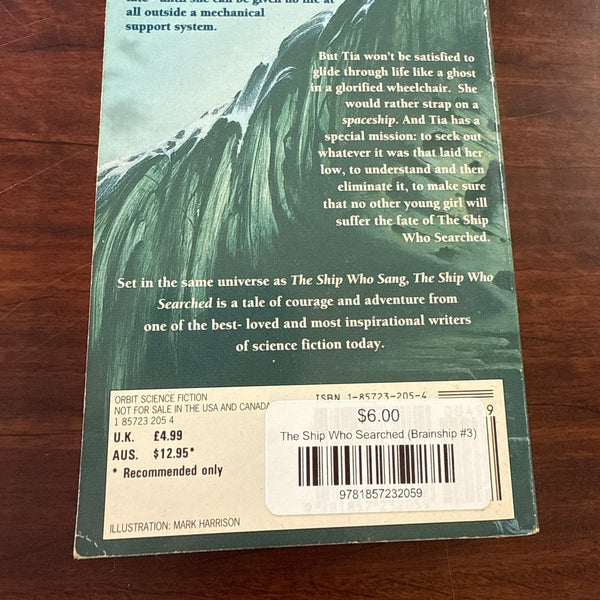 until she can be given no life at
all outside a mechanical
support system.
But Tia won't be satisfied to
glide through life like a ghost
in a glorified wheelchair. She
would rather strap on a
spaceship. And Tia has a
special mission: to seek out
whatever it was that laid her
low, to understand and then
eliminate it, to make sure
that no other young girl will
suffer the fate of The Ship
Who Searched.
Set in the same universe as The Ship Who Sang, The Ship Who
Searched is a tale of courage and adventure from
one of the best- loved and most inspirational writers
of science fiction today.
ORBIT SCIENCE FICTION
NOT FOR SALE IN THE USA AND CANADA
1 85723 205 4
U.K. £4.99
AUS. $12.95*
* Recommended only
ILLUSTRATION: MARK HARRISON
ISBN 1-85723-205-4
$6.00
The Ship Who Searched (Brainship #3)
9781857232059